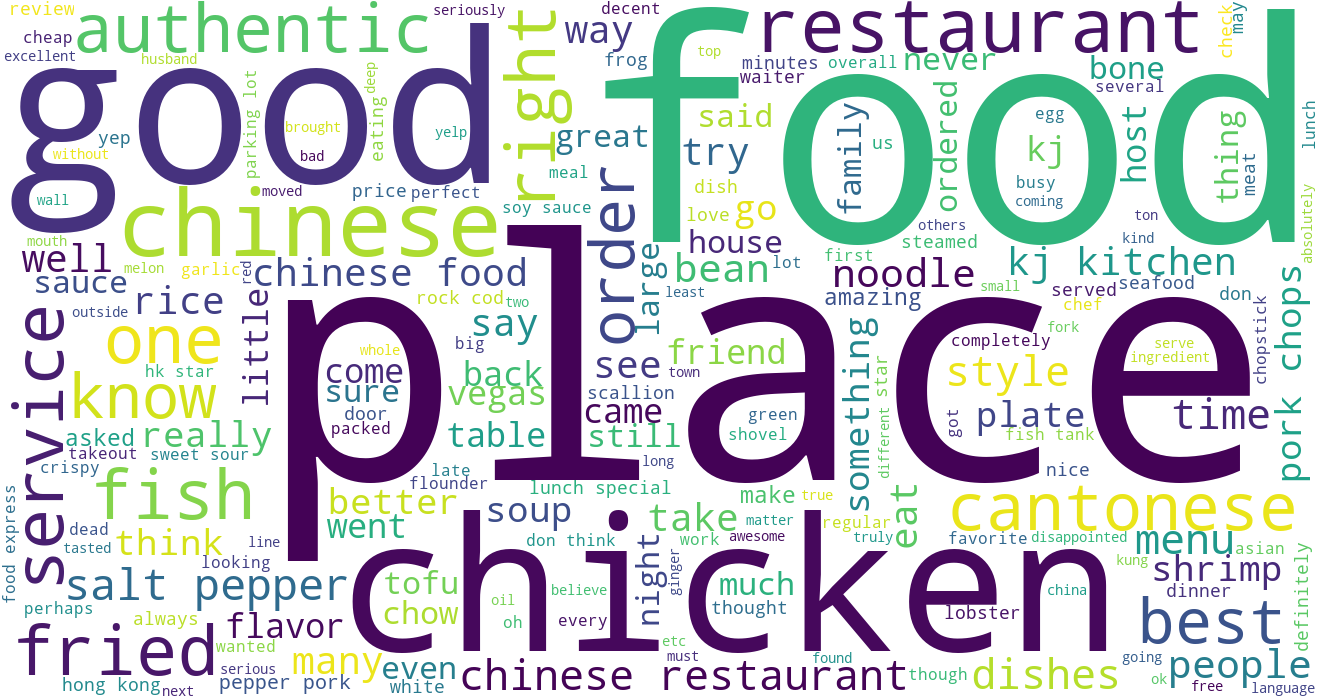 review
seriously
decent
authentic
way
restaurant
may
check
cheap
excellent
husband
good
right
frog
food
top
minutes
overall
never
waiter
bone
several
parking lot
deep
eating
yep
brought
yelp
without
bad
great
said
try
family
us
ordered
egg
kj
host
thing
meat
lunch
wall
moved
price
perfect
meal
dish
busy
coming
chinese
soy sauce
order
love
go
others
ton
kind
absolutely
mouth
house
first
steamed
well
melon
garlic
red
chinese food
large
bean
lot
noodle
kj kitchen
seafood
don
sauce
rice
outside
little
rock cod
two
least
amazing
small
served
chef
service
one
say
big
whole
place
see
friend
town
something
completely
fork
serve
ingredient
chopstick
pork chops
hk star
come
sure
back
vegas
scallion
style
know
door
packed
came
green
shovel
different star
got
plate
fish tank
time
asked
really
table
still
long
takeout
sweet sour
crispy
late
flounder
nice
fish
lunch special
make
true
eat
cantonese
food express
better
soup
take
matter
regular
dead
think
went
don think
work
awesome
truly
favorite
disappointed
menu
asian
tasted
line
looking
night
ginger
kung
shrimp
definitely
salt pepper
tofu
oil
believe
much
china
dinner
perhaps
chow
chicken
thought
lobster
best
always
flavor
oh
every
fried
wanted
etc
many
even
must
found
going
people
serious
hong kong
next
pepper pork
white
chinese restaurant
though
dishes
ok
free
language